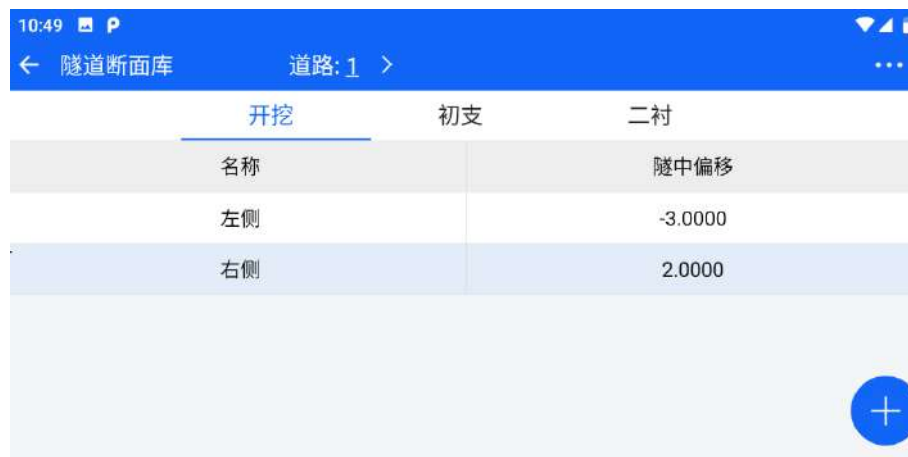 10:49
隧道断面库 道路: 1 >
开挖 初支 二衬
名称 隧中偏移
左侧 -3.0000
右侧 2.0000